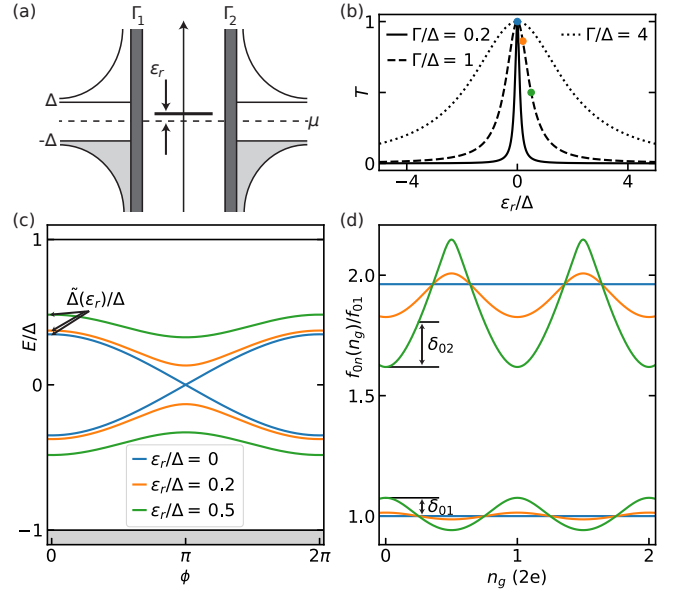 (a)
Γ₁
Γ₂
εᵣ
Δ
-Δ
μ
(b)
Γ/Δ = 0.2
Γ/Δ = 1
Γ/Δ = 4
1
0
T
−4
0
4
εᵣ/Δ
(c)
1
0
−1
E/Δ
Δ̃(εᵣ)/Δ
εᵣ/Δ = 0
εᵣ/Δ = 0.2
εᵣ/Δ = 0.5
0
π
2π
ϕ
(d)
2.0
1.5
1.0
f₀ₙ(n_g)/f₀₁
δ₀₂
δ₀₁
0
1
2
n_g (2e)